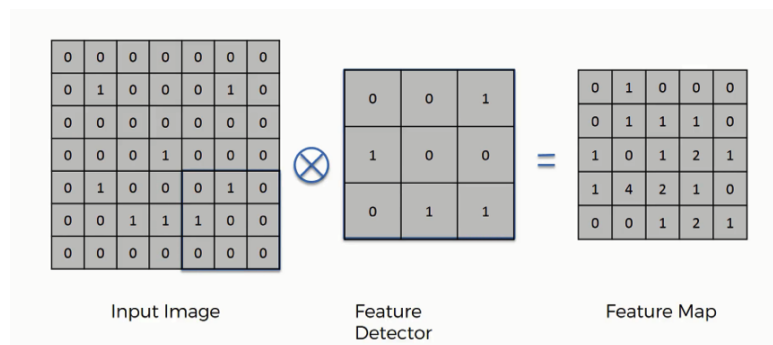 0 0 0 0 0 0 0
0 1 0 0 0 1 0
0 0 0 0 0 0 0
0 0 0 1 0 0 0
0 1 0 0 0 1 0
0 0 1 1 1 0 0
0 0 0 0 0 0 0
Input Image
0 0 1
1 0 0
0 1 1
Feature
Detector
=
0 1 0 0 0
0 1 1 1 0
1 0 1 2 1
1 4 2 1 0
0 0 1 2 1
Feature Map